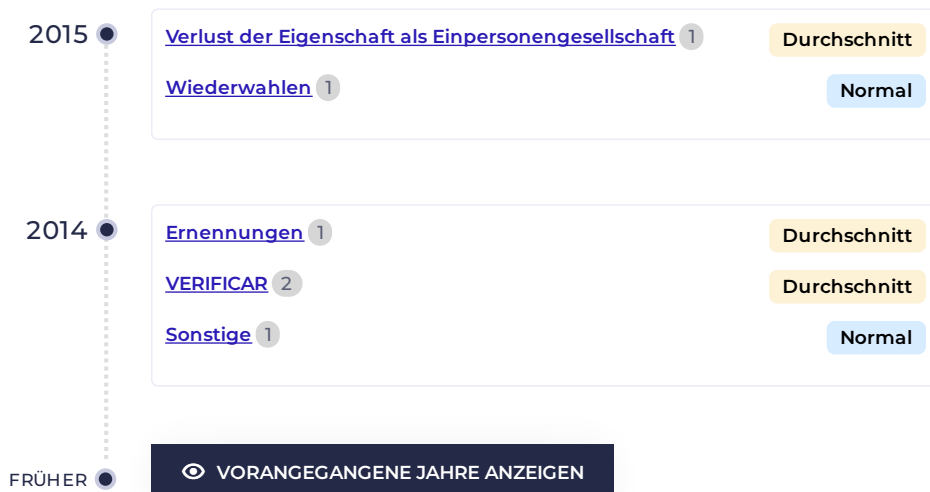 2015
Verlust der Eigenschaft als Einpersonengesellschaft 1 Durchschnitt
Wiederwahlen 1 Normal
2014
Ernennungen 1 Durchschnitt
VERIFICAR 2 Durchschnitt
Sonstige 1 Normal
FRÜHER
VORANGEGANGENE JAHRE ANZEIGEN